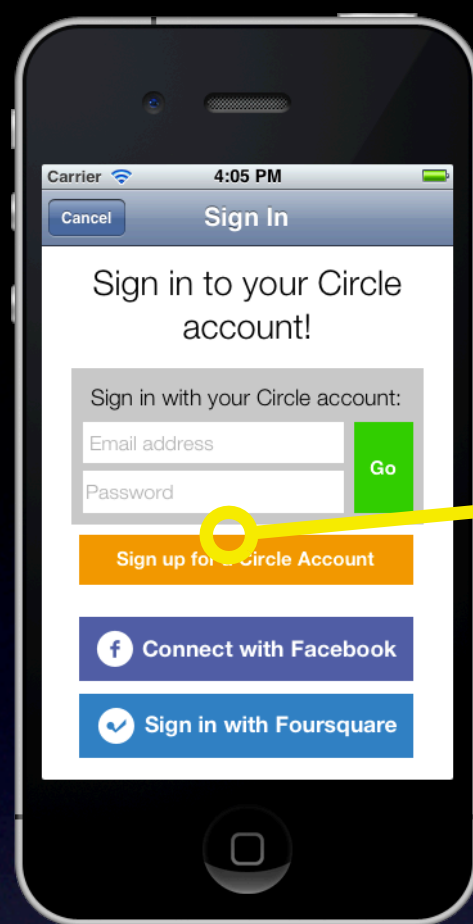 Carrier 4:05 PM
Cancel Sign In
Sign in to your Circle
account!
Sign in with your Circle account:
Email address
Go
Password
Sign up for a Circle Account
f Connect with Facebook
Sign in with Foursquare